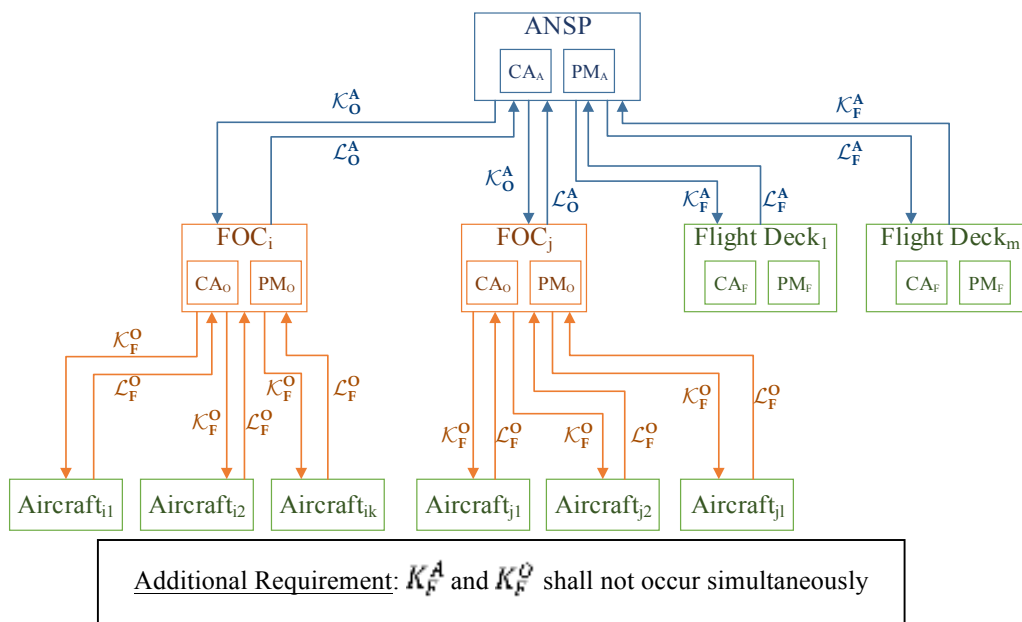 ANSP
CA_A PM_A
𝒦_O^A
ℒ_O^A
𝒦_O^A
ℒ_O^A
𝒦_F^A
ℒ_F^A
ℒ_F^A
𝒦_F^A
FOC_i
CA_O PM_O
FOC_j
CA_O PM_O
Flight Deck_1
CA_F PM_F
Flight Deck_m
CA_F PM_F
𝒦_F^O
ℒ_F^O
𝒦_F^O
ℒ_F^O
𝒦_F^O
ℒ_F^O
𝒦_F^O
ℒ_F^O
𝒦_F^O
ℒ_F^O
𝒦_F^O
ℒ_F^O
Aircraft_i1
Aircraft_i2
Aircraft_ik
Aircraft_j1
Aircraft_j2
Aircraft_jl
Additional Requirement: K_F^A and K_F^O shall not occur simultaneously